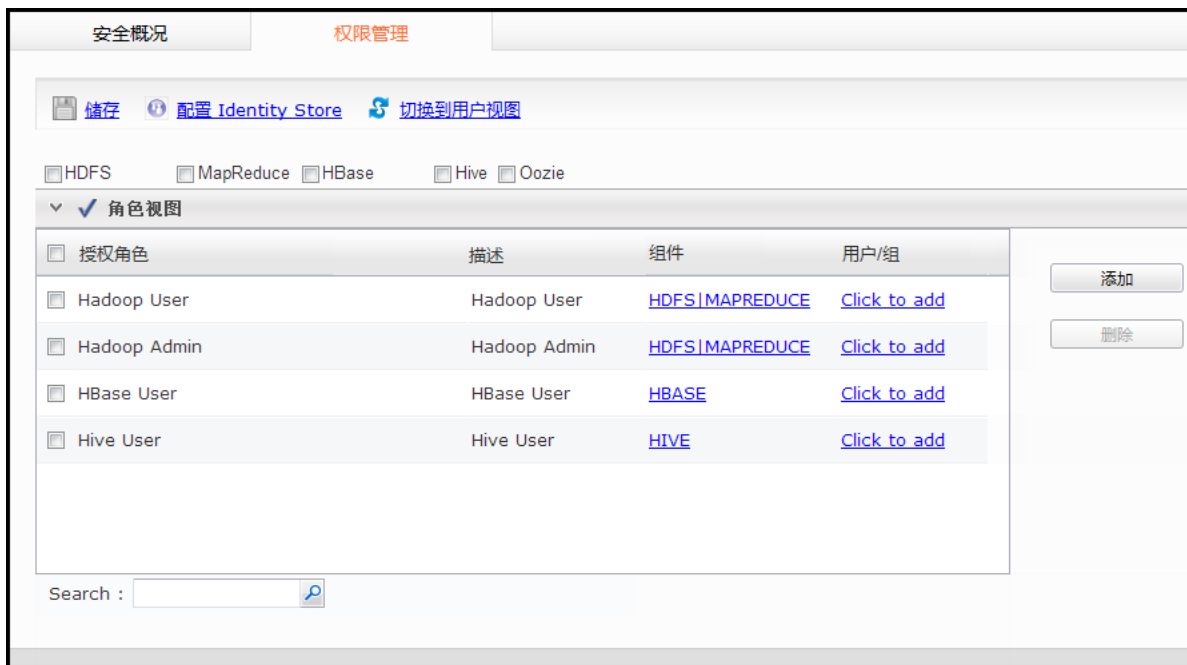 安全概况 权限管理
储存 配置 Identity Store 切换到用户视图
HDFS MapReduce HBase Hive Oozie
角色视图
授权角色 描述 组件 用户/组
添加
Hadoop User Hadoop User HDFS|MAPREDUCE Click to add
删除
Hadoop Admin Hadoop Admin HDFS|MAPREDUCE Click to add
HBase User HBase User HBASE Click to add
Hive User Hive User HIVE Click to add
Search :